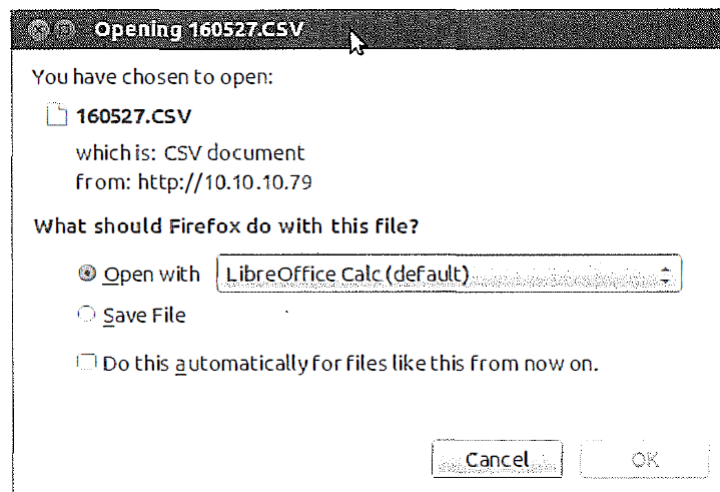 Opening 160527.CSV
You have chosen to open:
160527.CSV
which is: CSV document
from: http://10.10.10.79
What should Firefox do with this file?
Open with LibreOffice Calc (default)
Save File
Do this automatically for files like this from now on.
Cancel OK